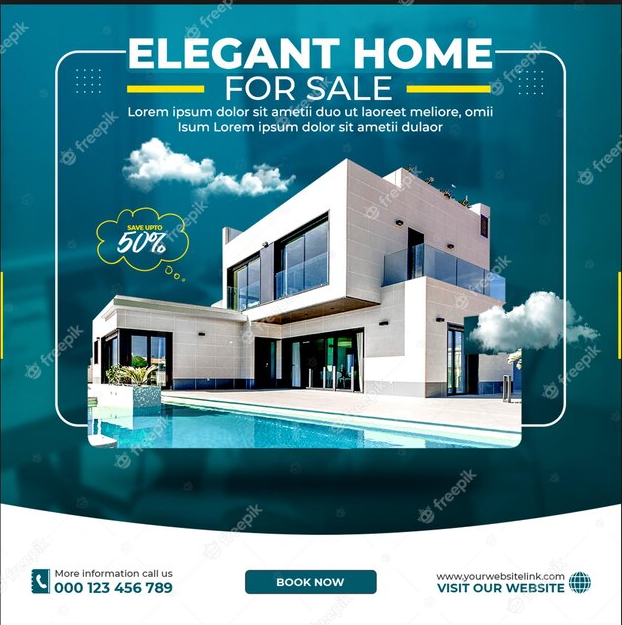 ELEGANT HOME
FOR SALE
Lorem ipsum dolor sit ametii duo ut laoreet meliore, omii
Isum Lorem ipsum dolor sit ametii dulaor
SAVE UPTO
50%
More information call us
000 123 456 789
BOOK NOW
www.yourwebsitelink.com
VISIT OUR WEBSITE
freepik